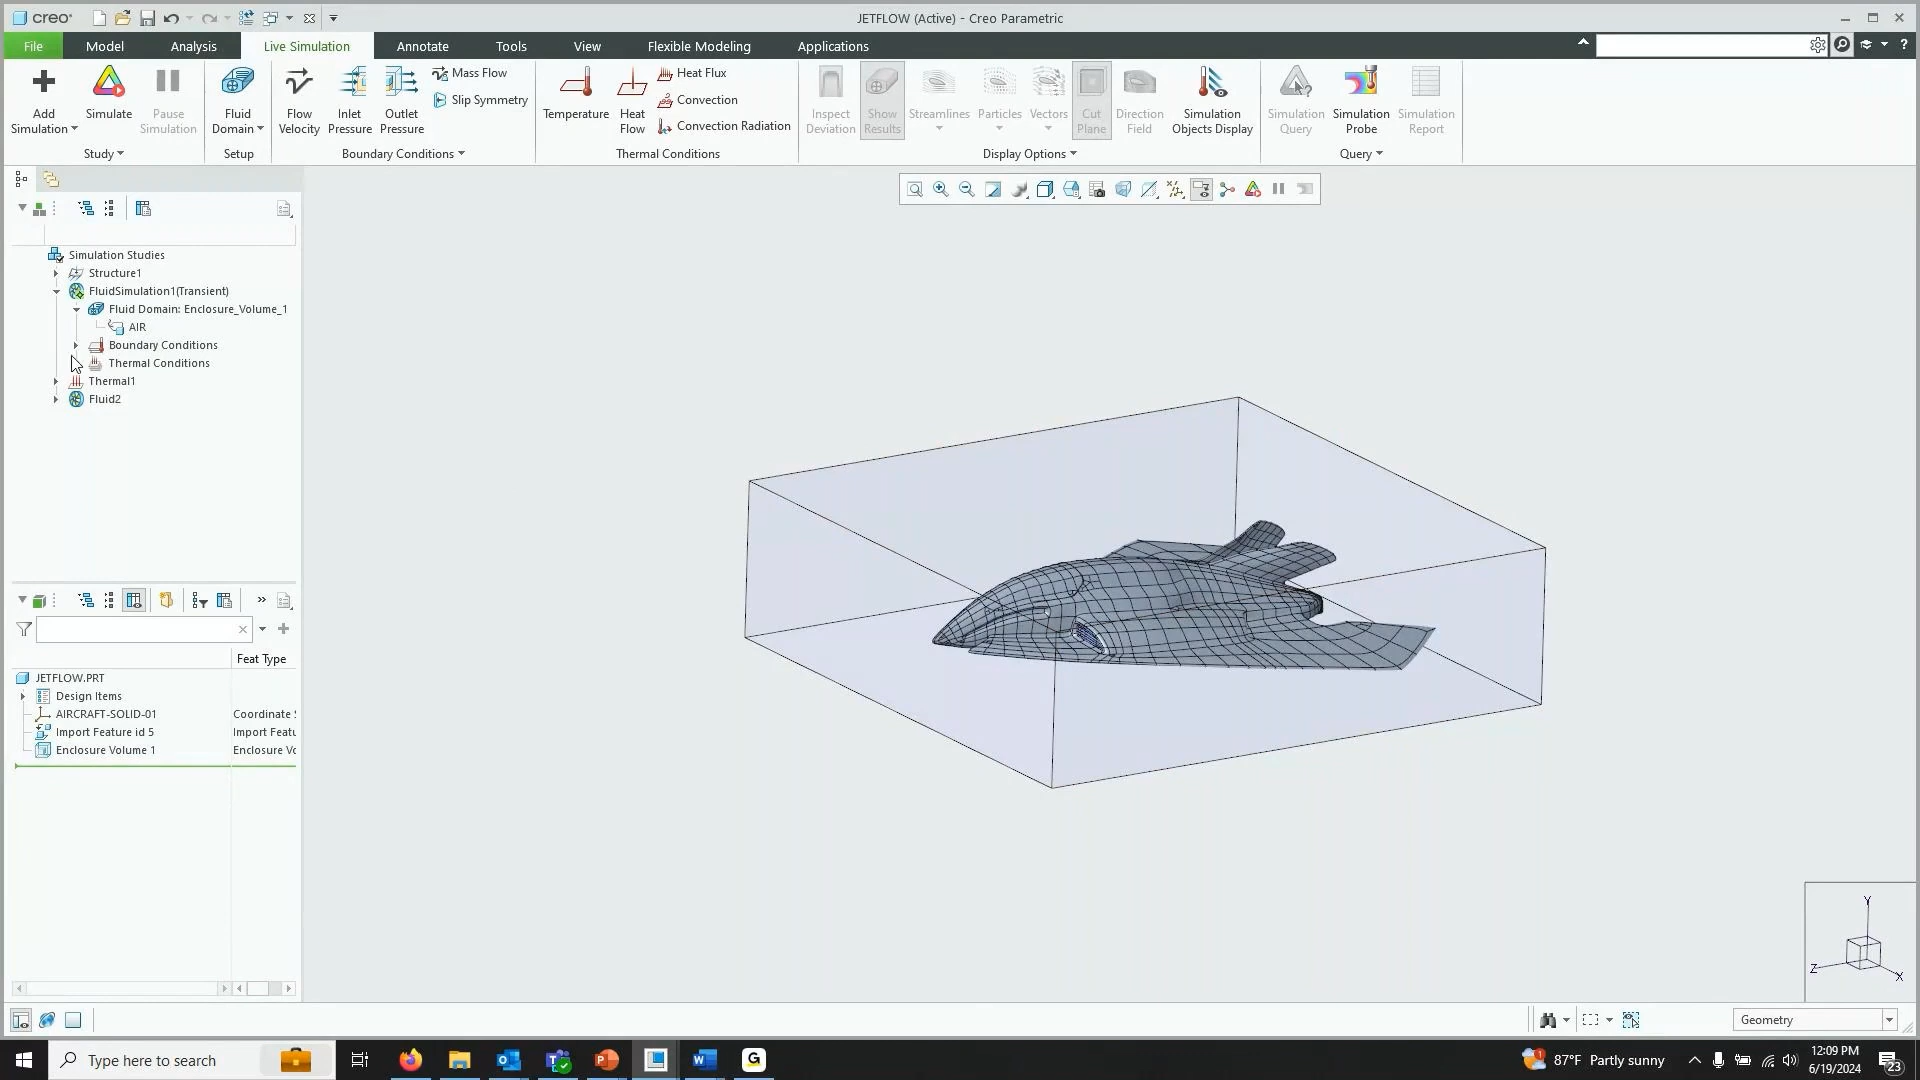 creo
JETFLOW (Active) - Creo Parametric
File Model Analysis Live Simulation Annotate Tools View Flexible Modeling Applications
Add Simulation
Simulate
Pause Simulation
Study
Fluid Domain
Setup
Flow Velocity
Inlet Pressure
Outlet Pressure
Mass Flow
Slip Symmetry
Boundary Conditions
Temperature
Heat Flow
Heat Flux
Convection
Convection Radiation
Thermal Conditions
Inspect Deviation
Show Results
Streamlines
Particles
Vectors
Cut Plane
Direction Field
Simulation Objects Display
Display Options
Simulation Query
Simulation Probe
Simulation Report
Query
Simulation Studies
Structure1
FluidSimulation1(Transient)
Fluid Domain: Enclosure_Volume_1
AIR
Boundary Conditions
Thermal Conditions
Thermal1
Fluid2
Feat Type
JETFLOW.PRT
Design Items
AIRCRAFT-SOLID-01 Coordinate
Import Feature id 5 Import Featu
Enclosure Volume 1 Enclosure Vo
Y
Z
X
Geometry
Type here to search
87°F Partly sunny
12:09 PM
6/19/2024
23